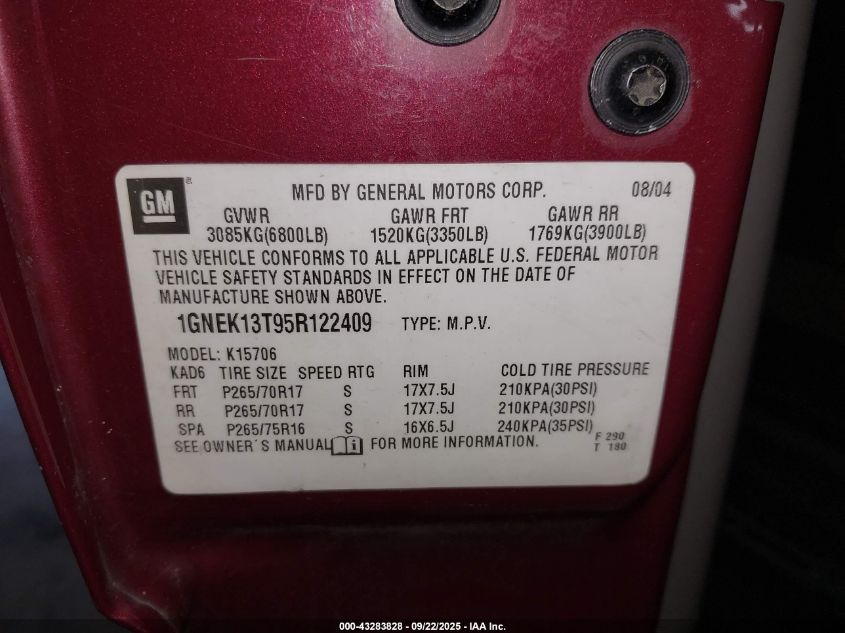 GM
MFD BY GENERAL MOTORS CORP. 08/04
GVWR GAWR FRT GAWR RR
3085KG(6800LB) 1520KG(3350LB) 1769KG(3900LB)
THIS VEHICLE CONFORMS TO ALL APPLICABLE U.S. FEDERAL MOTOR
VEHICLE SAFETY STANDARDS IN EFFECT ON THE DATE OF
MANUFACTURE SHOWN ABOVE.
1GNEK13T95R122409 TYPE: M.P.V.
MODEL: K15706
KAD6 TIRE SIZE SPEED RTG RIM COLD TIRE PRESSURE
FRT P265/70R17 S 17X7.5J 210KPA(30PSI)
RR P265/70R17 S 17X7.5J 210KPA(30PSI)
SPA P265/75R16 S 16X6.5J 240KPA(35PSI)
SEE OWNER'S MANUAL i FOR MORE INFORMATION.
F 290
T 180
000-43283828 - 09/22/2025 - IAA Inc.